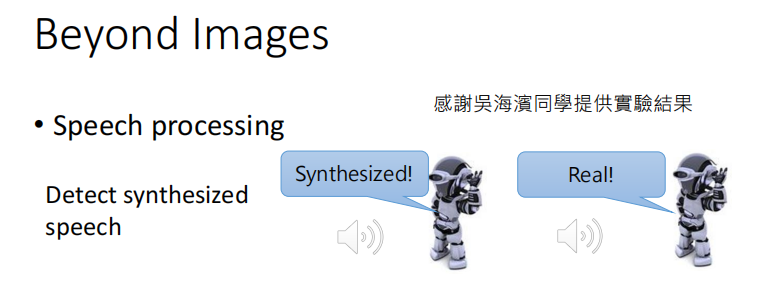 Beyond Images
感謝吳海濱同學提供實驗結果
• Speech processing
Synthesized!
Real!
Detect synthesized
speech